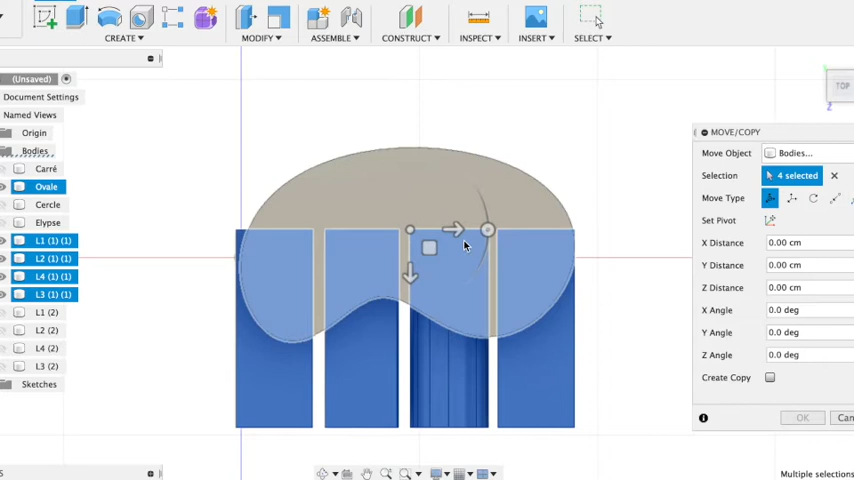 CREATE MODIFY ASSEMBLE CONSTRUCT INSPECT INSERT SELECT
(Unsaved)
Document Settings
Named Views
Origin
Bodies
Carré
Ovale
Cercle
Elypse
L1 (1) (1)
L2 (1) (1)
L4 (1) (1)
L3 (1) (1)
L1 (2)
L2 (2)
L4 (2)
L3 (2)
Sketches
TOP
Z
MOVE/COPY
Move Object Bodies...
Selection 4 selected
Move Type
Set Pivot
X Distance 0.00 cm
Y Distance 0.00 cm
Z Distance 0.00 cm
X Angle 0.0 deg
Y Angle 0.0 deg
Z Angle 0.0 deg
Create Copy
OK Can
S
Multiple selections